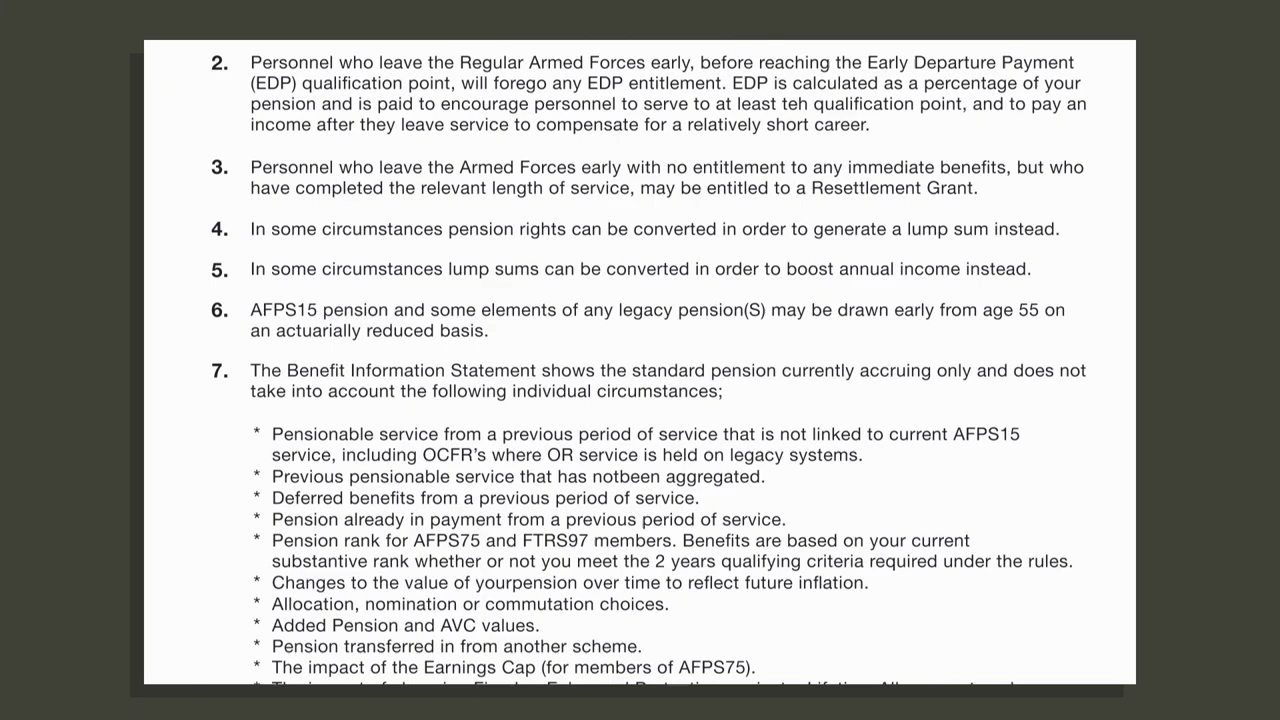 2. Personnel who leave the Regular Armed Forces early, before reaching the Early Departure Payment
(EDP) qualification point, will forego any EDP entitlement. EDP is calculated as a percentage of your
pension and is paid to encourage personnel to serve to at least teh qualification point, and to pay an
income after they leave service to compensate for a relatively short career.
3. Personnel who leave the Armed Forces early with no entitlement to any immediate benefits, but who
have completed the relevant length of service, may be entitled to a Resettlement Grant.
4. In some circumstances pension rights can be converted in order to generate a lump sum instead.
5. In some circumstances lump sums can be converted in order to boost annual income instead.
6. AFPS15 pension and some elements of any legacy pension(S) may be drawn early from age 55 on
an actuarially reduced basis.
7. The Benefit Information Statement shows the standard pension currently accruing only and does not
take into account the following individual circumstances;
* Pensionable service from a previous period of service that is not linked to current AFPS15
service, including OCFR's where OR service is held on legacy systems.
* Previous pensionable service that has notbeen aggregated.
* Deferred benefits from a previous period of service.
* Pension already in payment from a previous period of service.
* Pension rank for AFPS75 and FTRS97 members. Benefits are based on your current
substantive rank whether or not you meet the 2 years qualifying criteria required under the rules.
* Changes to the value of yourpension over time to reflect future inflation.
* Allocation, nomination or commutation choices.
* Added Pension and AVC values.
* Pension transferred in from another scheme.
* The impact of the Earnings Cap (for members of AFPS75).